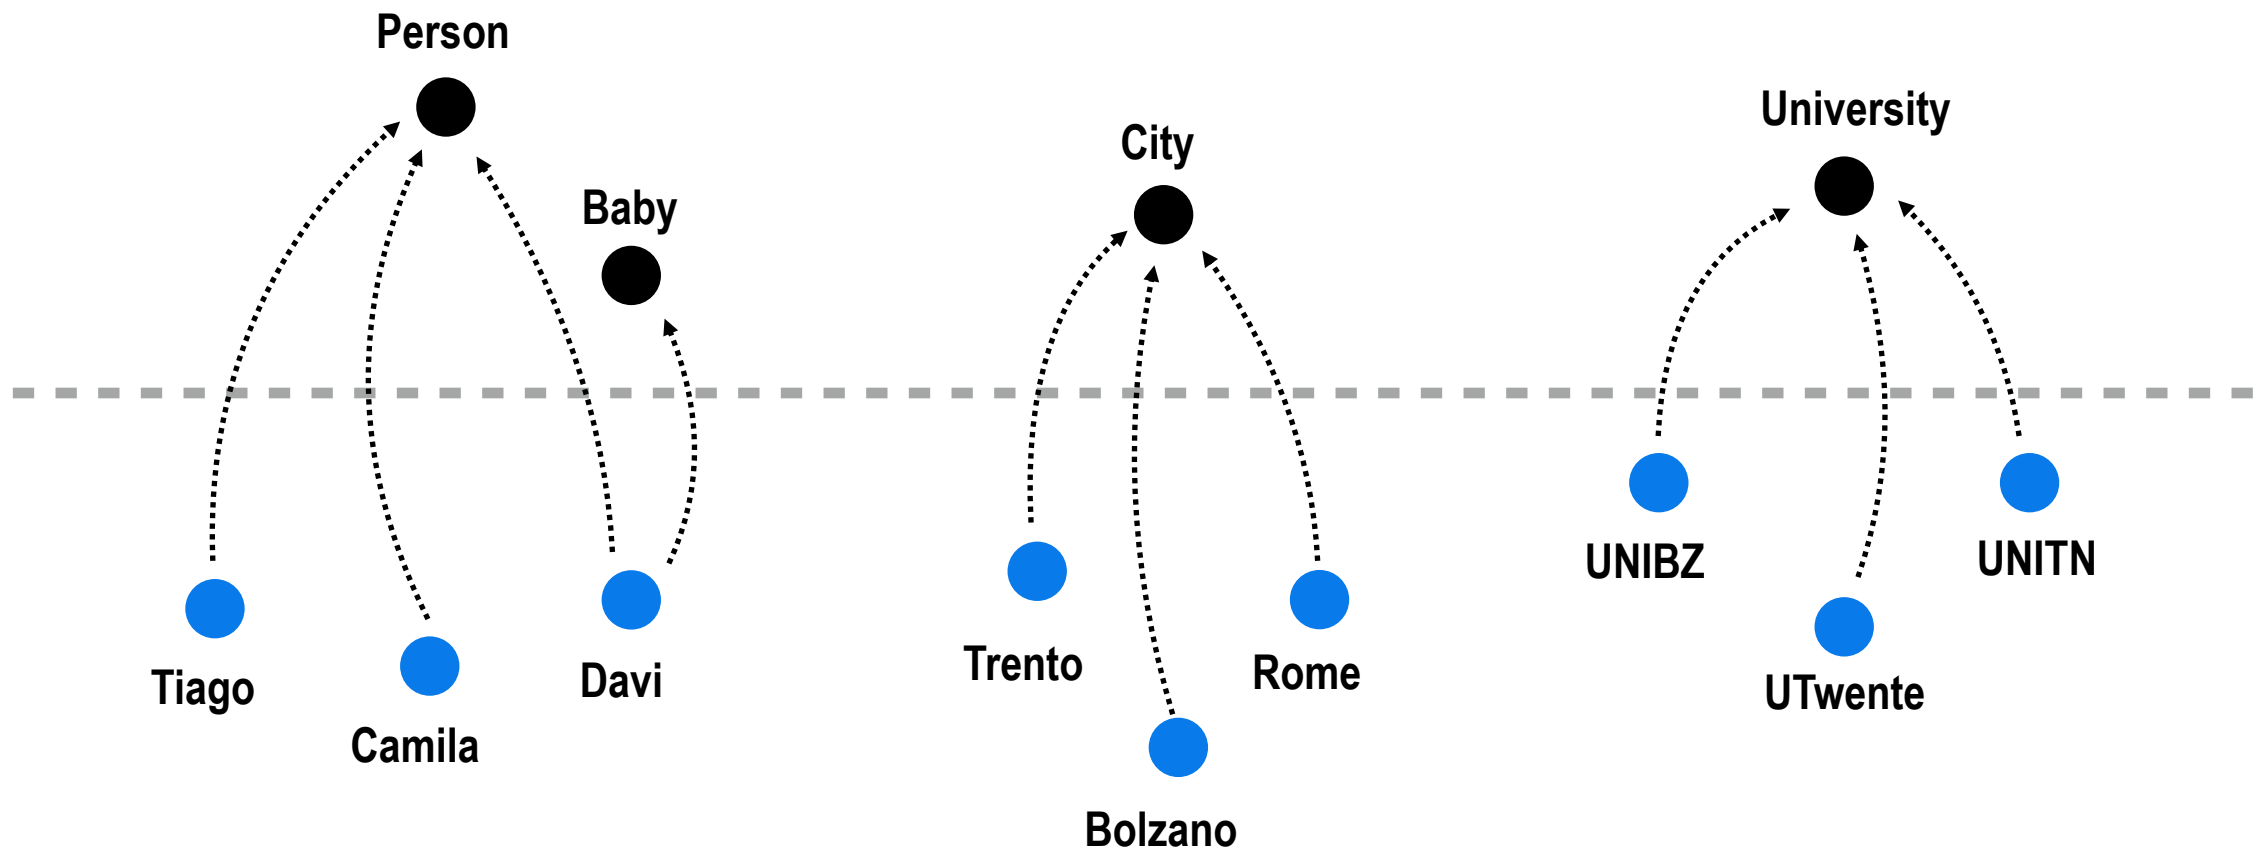 Person
University
City
Baby
UNIBZ
UNITN
Trento
Rome
Davi
Tiago
UTwente
Camila
Bolzano